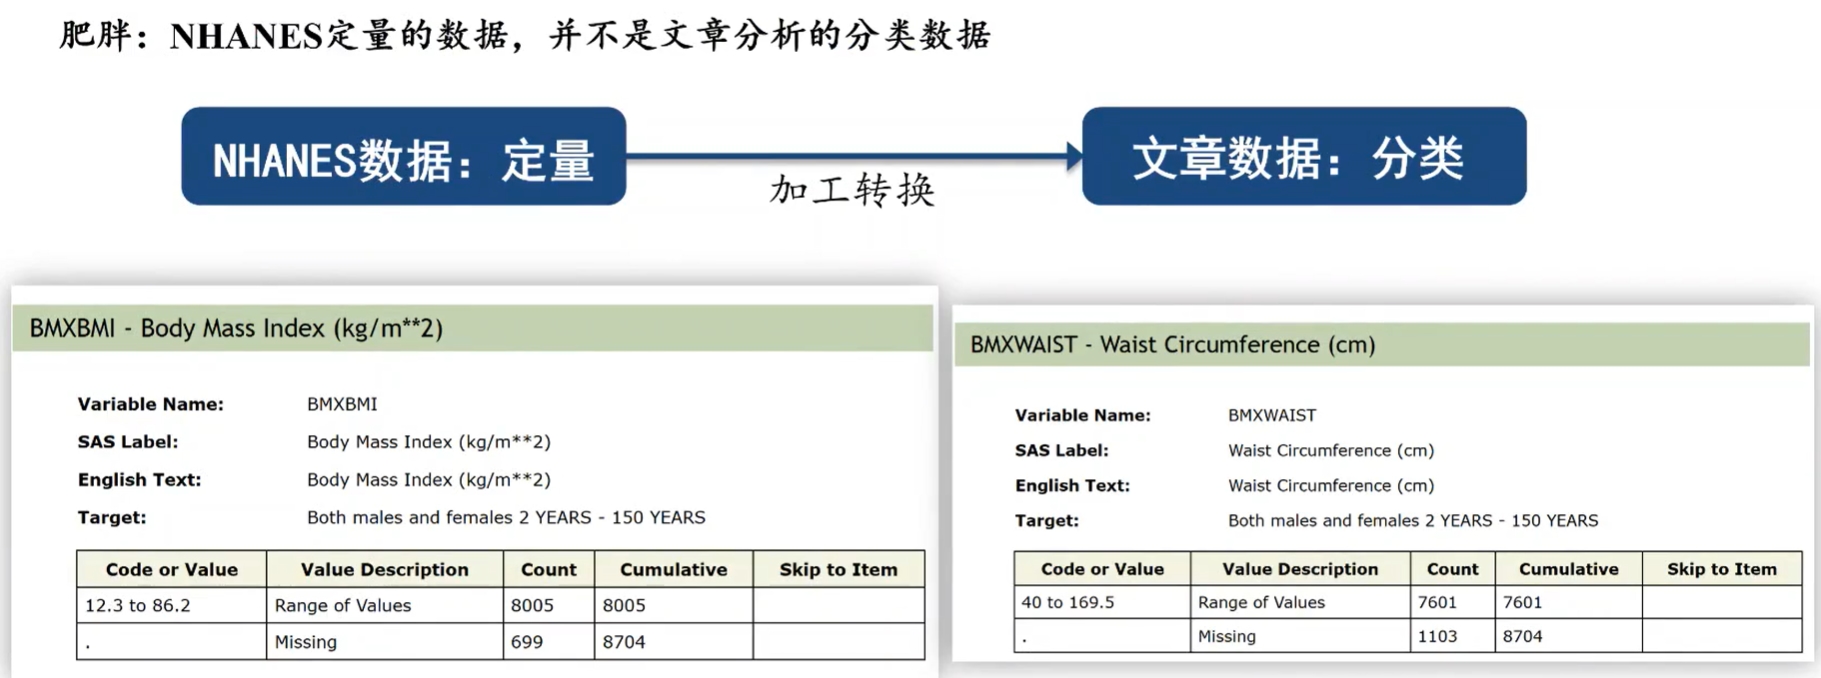 肥胖：NHANES定量的数据，并不是文章分析的分类数据
NHANES数据：定量
加工转换
文章数据：分类
BMXBMI - Body Mass Index (kg/m**2)
Variable Name: BMXBMI
SAS Label: Body Mass Index (kg/m**2)
English Text: Body Mass Index (kg/m**2)
Target: Both males and females 2 YEARS - 150 YEARS
Code or Value Value Description Count Cumulative Skip to Item
12.3 to 86.2 Range of Values 8005 8005
. Missing 699 8704
BMXWAIST - Waist Circumference (cm)
Variable Name: BMXWAIST
SAS Label: Waist Circumference (cm)
English Text: Waist Circumference (cm)
Target: Both males and females 2 YEARS - 150 YEARS
Code or Value Value Description Count Cumulative Skip to Item
40 to 169.5 Range of Values 7601 7601
. Missing 1103 8704